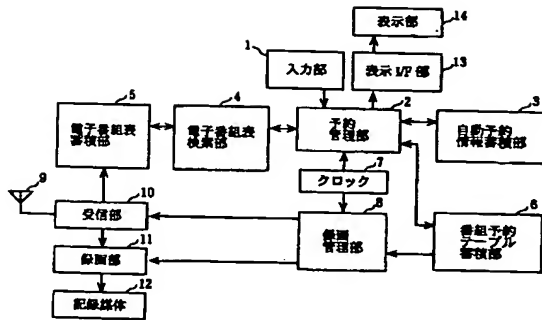 14
表示部
1
入力部
13
表示 I/F 部
5
電子番組表
蓄積部
4
電子番組表
検索部
2
予約
管理部
3
自動予約
情報蓄積部
7
クロック
9
10
受信部
8
録画
管理部
6
番組予約
テーブル
蓄積部
11
録画部
12
記録媒体